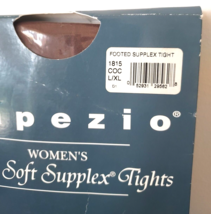 FOOTED SUPPLEX TIGHT
1815
COC
L/XL
pezio®
WOMEN'S
Soft Supplex® Tights